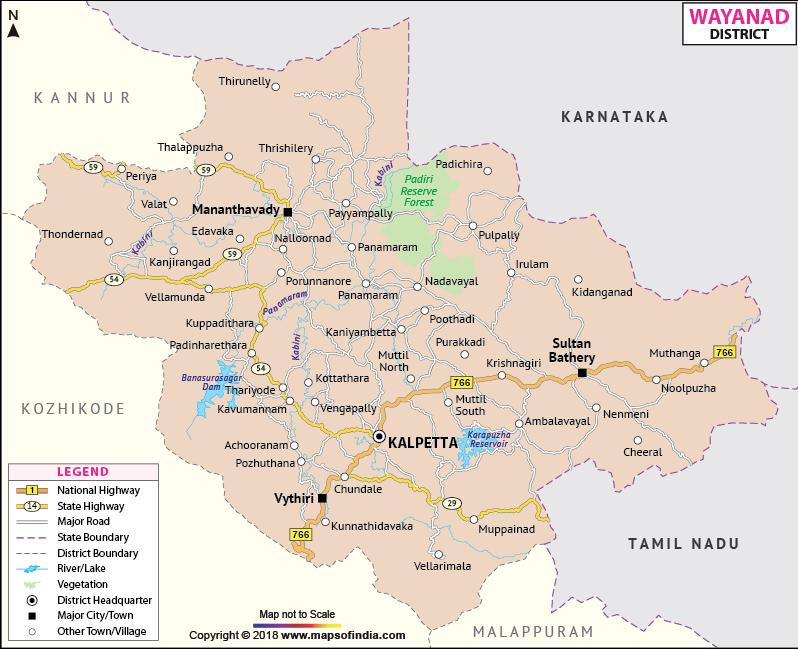 N
WAYANAD
DISTRICT
KANNUR
KARNATAKA
Thirunelly
Thalappuzha
Thrishilery
Kabini
Padichira
59
Periya
59
Padiri
Reserve
Forest
Valat
Mananthavady
Payyampally
Thondernad
Kabini
Edavaka
Nalloornad
Panamaram
Pulpally
Kanjirangad
59
Irulam
54
Porunnanore
Nadavayal
Kidanganad
Vellamunda
Panamaram
Panamaram
Kuppadithara
Poothadi
Kaniyambetta
Padinharethara
Kabini
Purakkadi
Sultan
Bathery
Muttil
North
Krishnagiri
Muthanga
766
54
Banasurasagar
Dam
Thariyode
Kottathara
766
Noolpuzha
KOZHIKODE
Kavumannam
Vengapally
Muttil
South
Nenmeni
Ambalavayal
KALPETTA
Karapuzha
Reservoir
Achooranam
Cheeral
Pozhuthana
Chundale
Vythiri
29
Kunnathidavaka
Muppainad
766
TAMIL NADU
Vellarimala
MALAPPURAM
LEGEND
1 National Highway
14 State Highway
Major Road
State Boundary
District Boundary
River/Lake
Vegetation
District Headquarter
Major City/Town
Other Town/Village
Map not to Scale
Copyright © 2018 www.mapsofindia.com